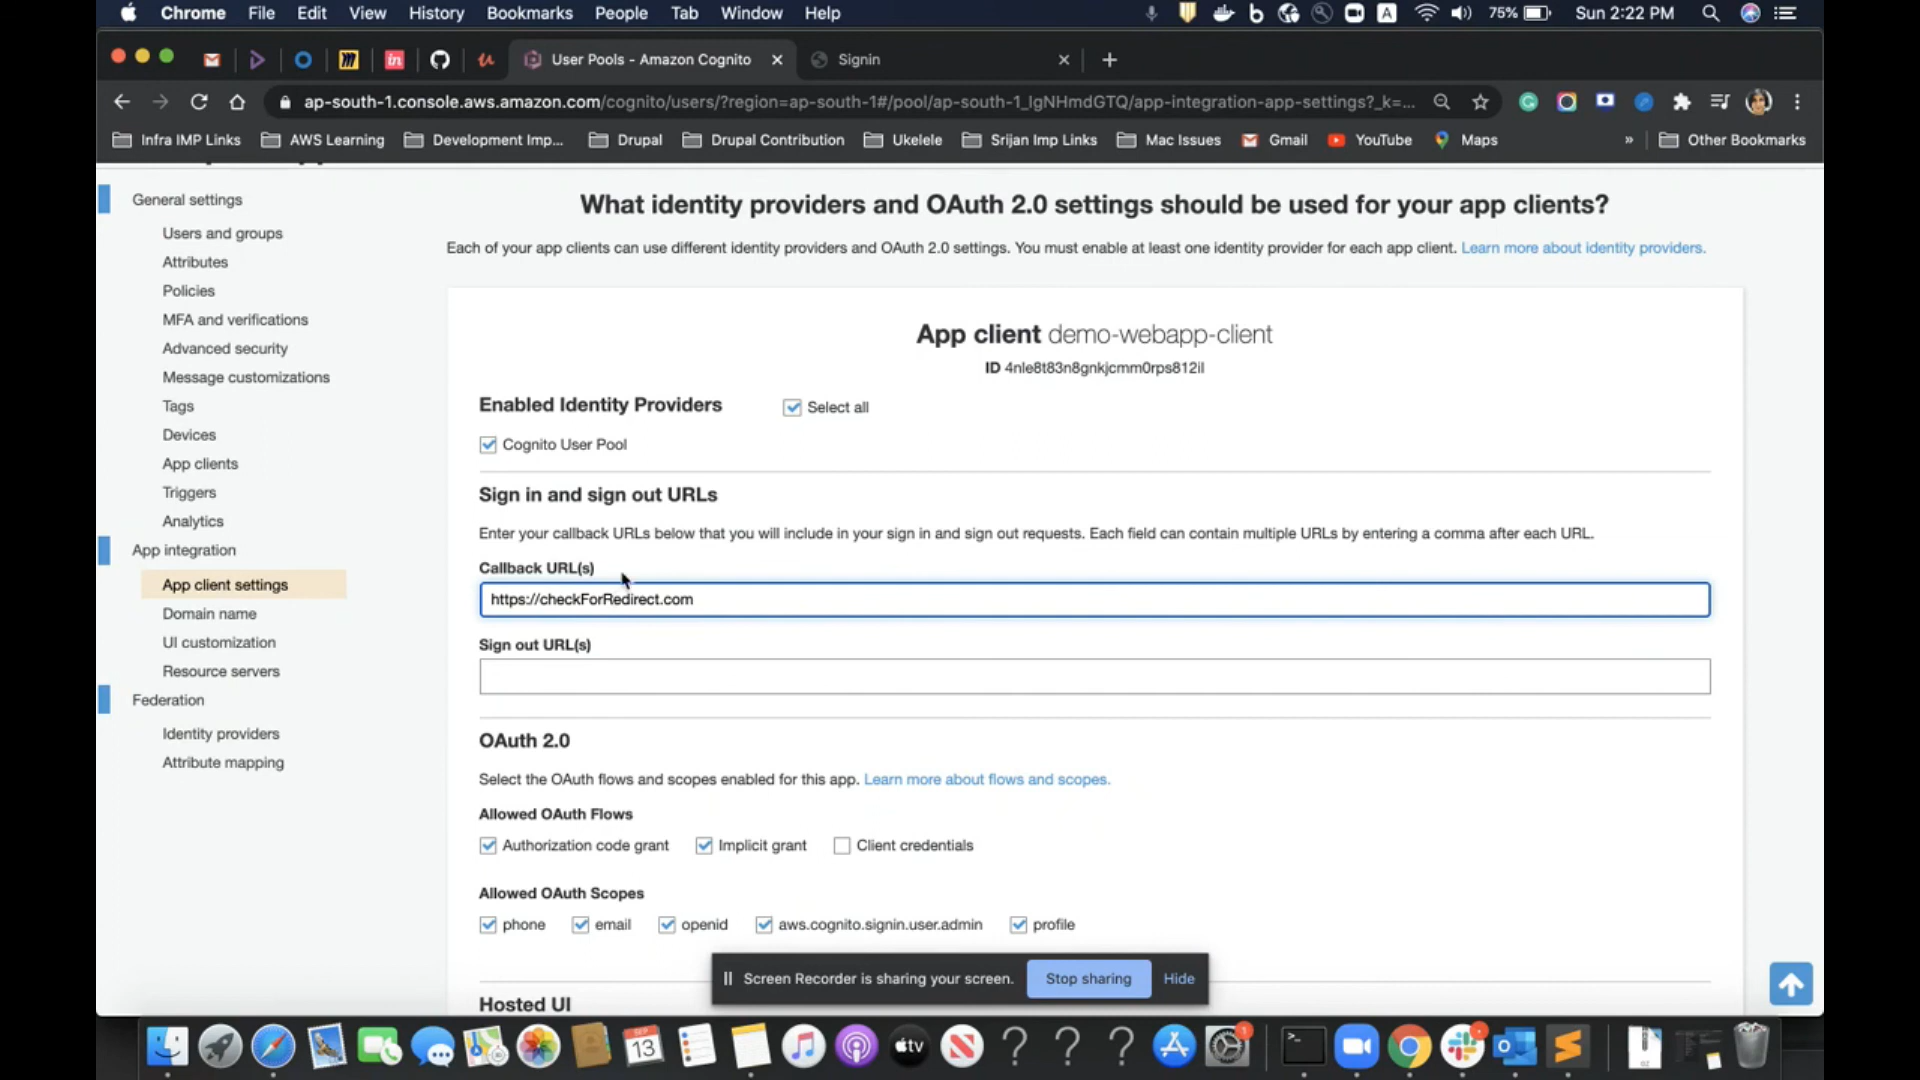 Chrome File Edit View History Bookmarks People Tab Window Help
A 75% Sun 2:22 PM
User Pools - Amazon Cognito
Signin
ap-south-1.console.aws.amazon.com/cognito/users/?region=ap-south-1#/pool/ap-south-1_IgNHmdGTQ/app-integration-app-settings?_k=...
Infra IMP Links AWS Learning Development Imp... Drupal Drupal Contribution Ukelele Srijan Imp Links Mac Issues Gmail YouTube Maps » Other Bookmarks
General settings
Users and groups
Attributes
Policies
MFA and verifications
Advanced security
Message customizations
Tags
Devices
App clients
Triggers
Analytics
App integration
App client settings
Domain name
UI customization
Resource servers
Federation
Identity providers
Attribute mapping
What identity providers and OAuth 2.0 settings should be used for your app clients?
Each of your app clients can use different identity providers and OAuth 2.0 settings. You must enable at least one identity provider for each app client. Learn more about identity providers.
App client demo-webapp-client
ID 4nle8t83n8gnkjcmm0rps812il
Enabled Identity Providers Select all
Cognito User Pool
Sign in and sign out URLs
Enter your callback URLs below that you will include in your sign in and sign out requests. Each field can contain multiple URLs by entering a comma after each URL.
Callback URL(s)
https://checkForRedirect.com
Sign out URL(s)
OAuth 2.0
Select the OAuth flows and scopes enabled for this app. Learn more about flows and scopes.
Allowed OAuth Flows
Authorization code grant Implicit grant Client credentials
Allowed OAuth Scopes
phone email openid aws.cognito.signin.user.admin profile
Screen Recorder is sharing your screen. Stop sharing Hide
Hosted UI
SEP
13
tv
1